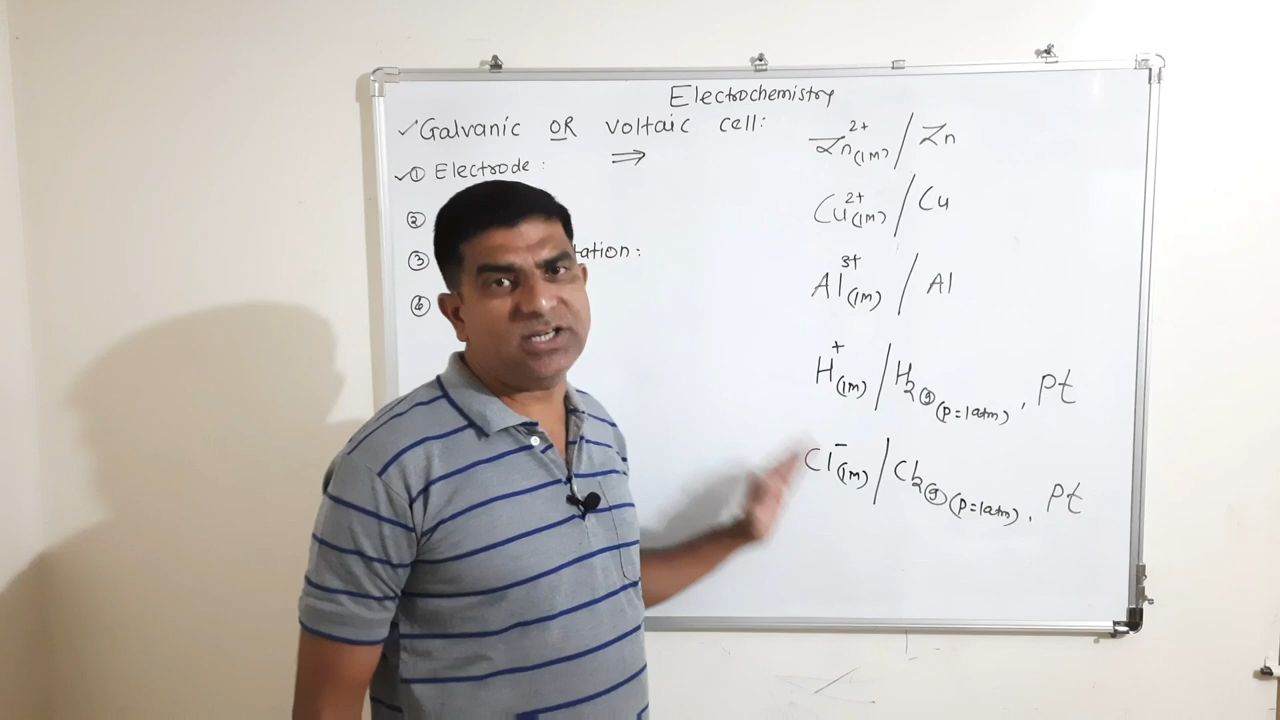 Electrochemistry
✓Galvanic OR voltaic cell:
✓① Electrode : ⇒
②
③ tation:
④
Zn²⁺(1M) / Zn
Cu²⁺(1M) / Cu
Al³⁺(1M) / Al
H⁺(1M) / H₂(g) (P=1atm), Pt
Cl⁻(1M) / Cl₂(g) (P=1atm), Pt